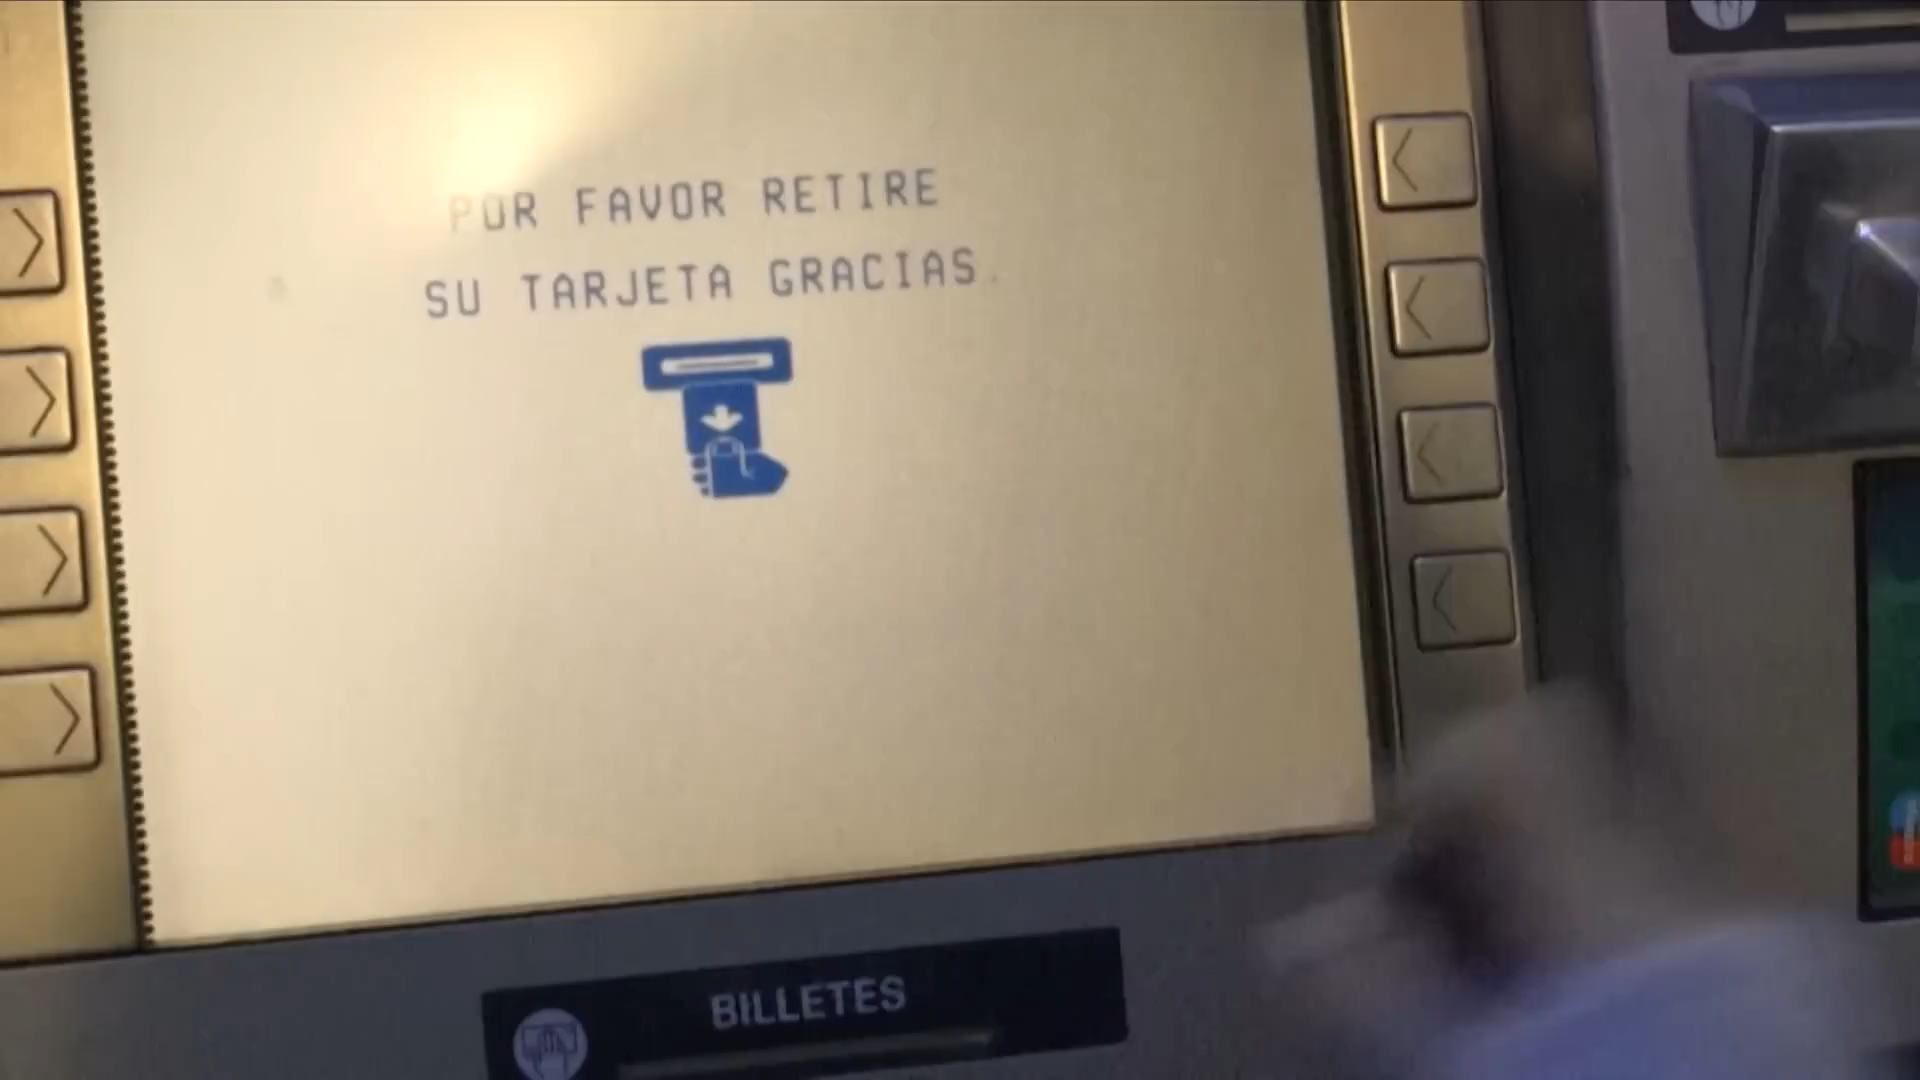 POR FAVOR RETIRE
SU TARJETA GRACIAS.
BILLETES